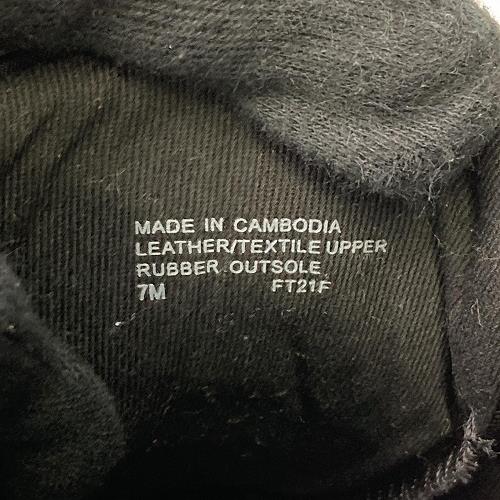 MADE IN CAMBODIA
LEATHER/TEXTILE UPPER
RUBBER OUTSOLE
7M FT21F